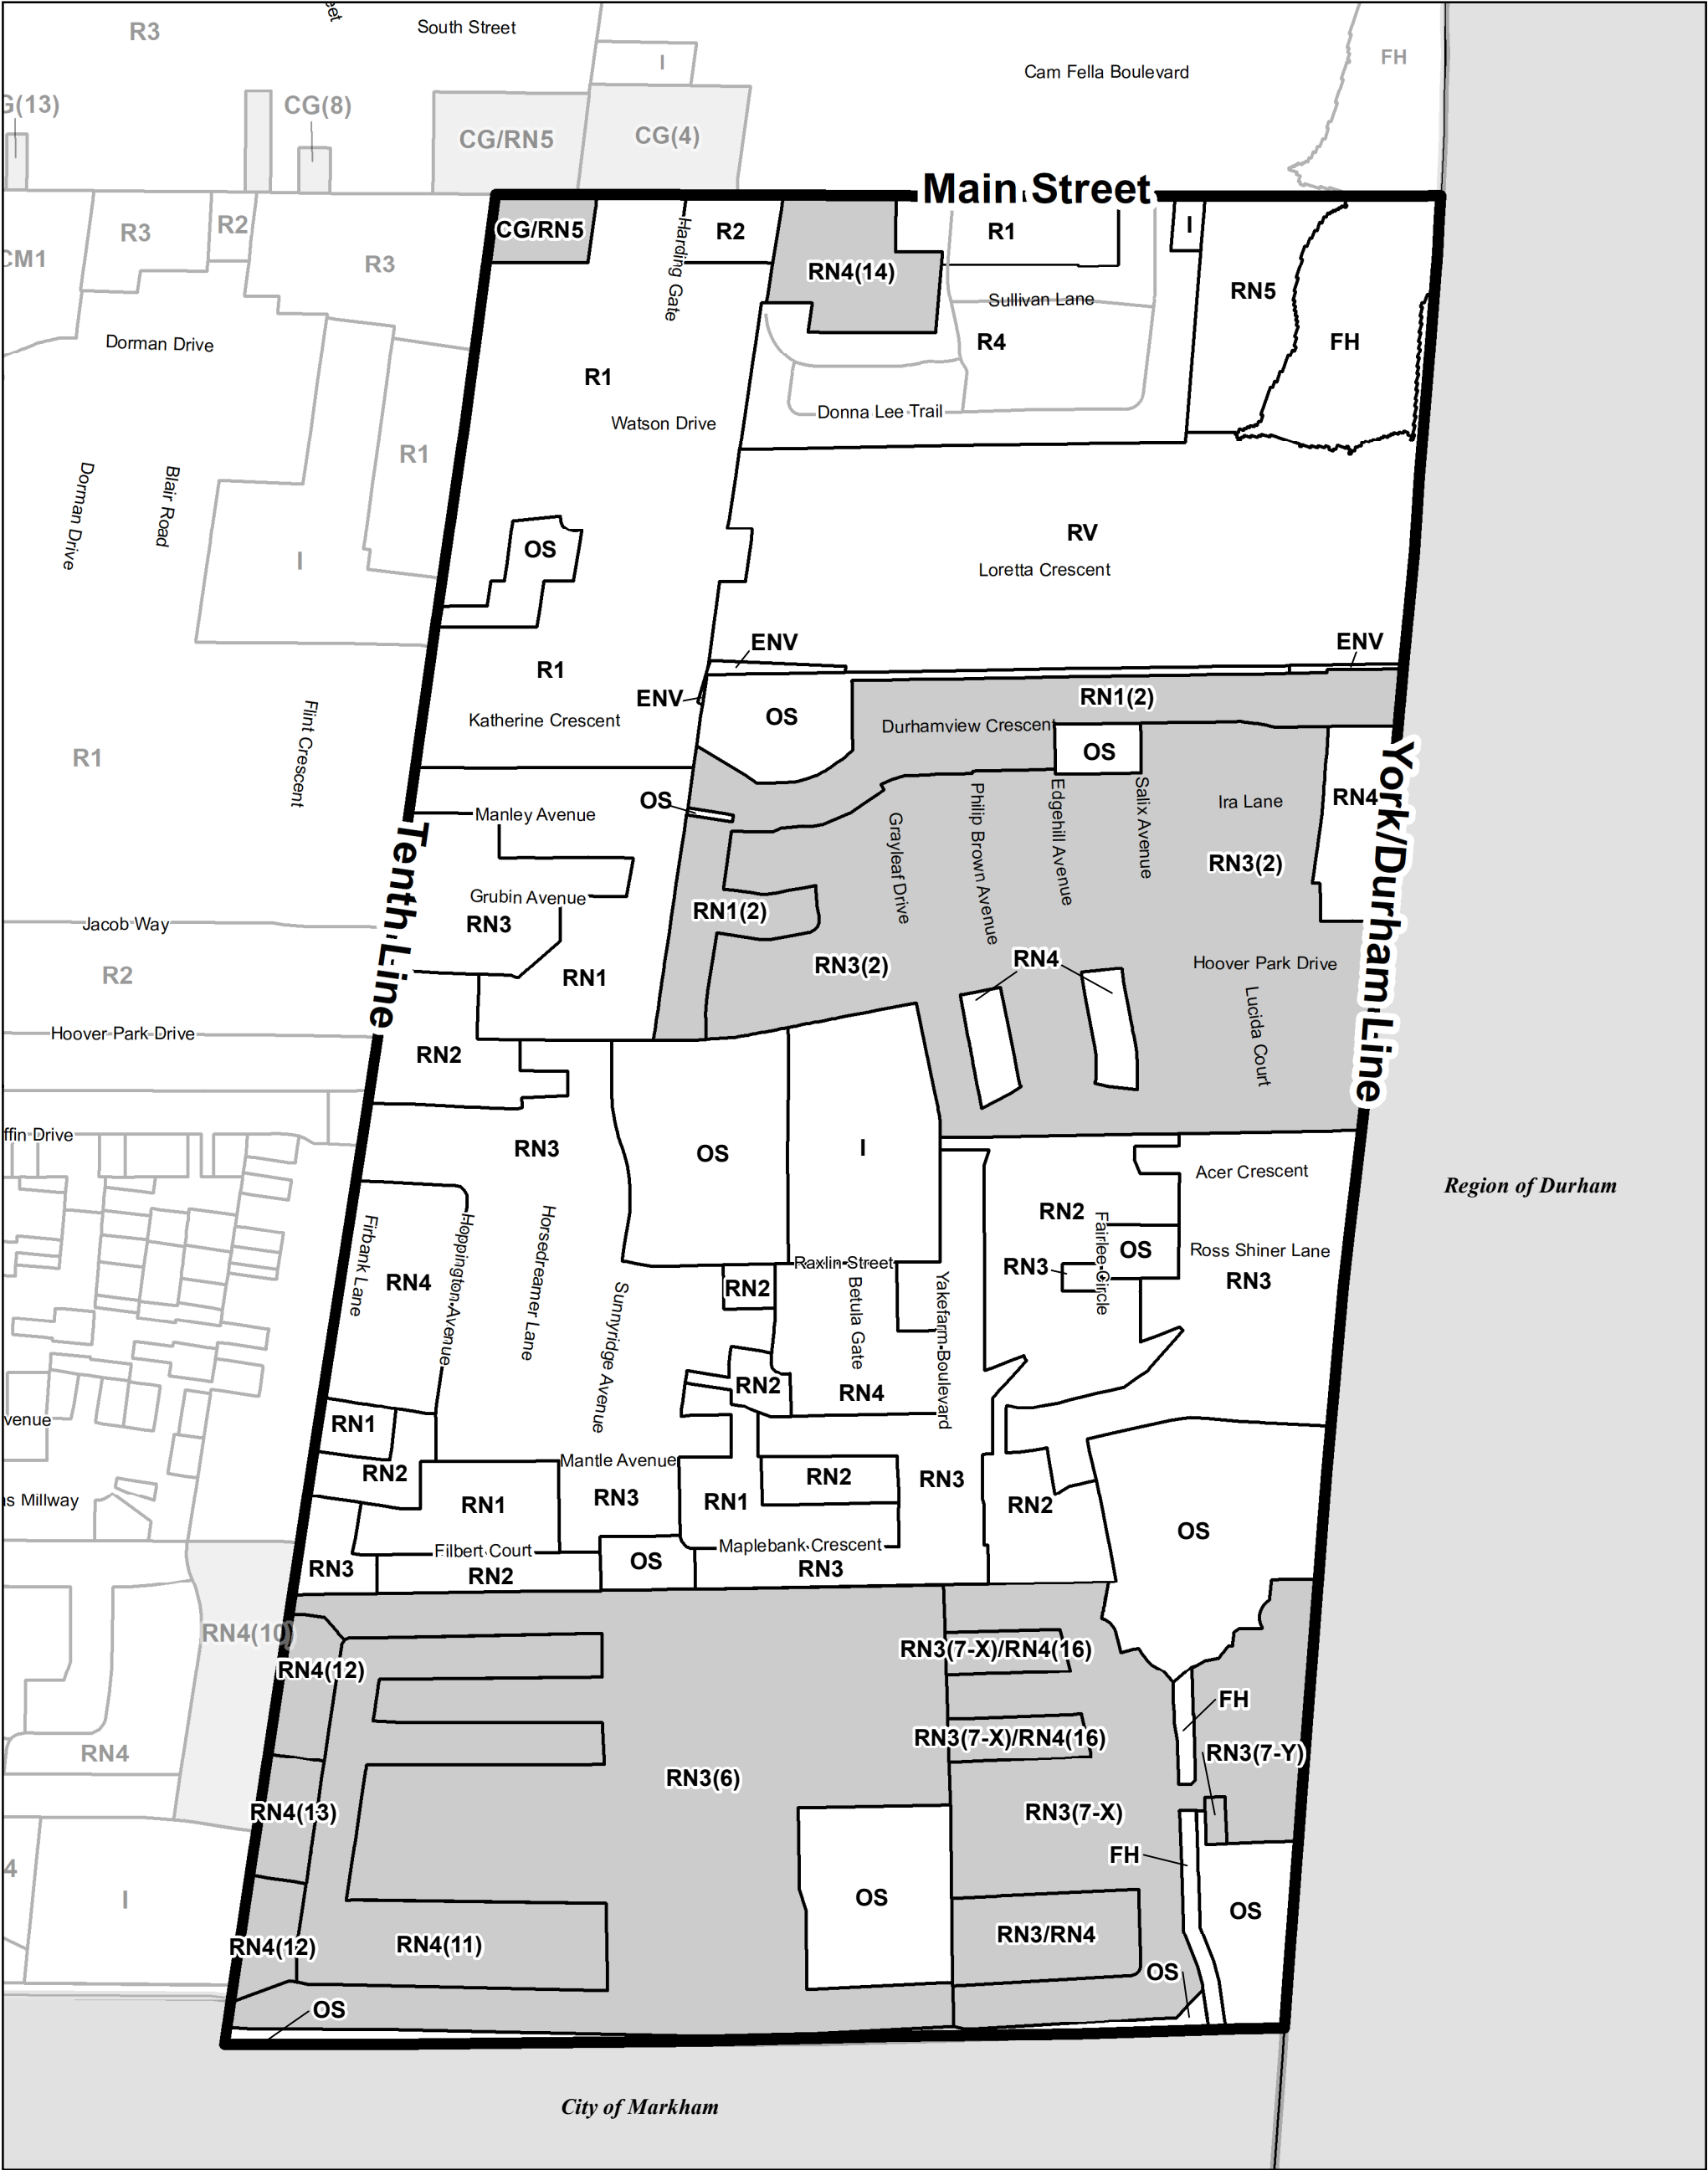 R3
South Street
I
Cam Fella Boulevard
FH
G(13)
CG(8)
CG/RN5
CG(4)
Main Street
R3
R2
CM1
R3
CG/RN5
Harding Gate
R2
RN4(14)
R1
I
RN5
Sullivan Lane
Dorman Drive
R4
FH
R1
Donna Lee Trail
Watson Drive
R1
Dorman Drive
Blair Road
RV
OS
I
Loretta Crescent
ENV
ENV
R1
ENV
RN1(2)
Katherine Crescent
OS
Durhamview Crescent
Flint Crescent
R1
OS
York/Durham Line
OS
Philip Brown Avenue
Edgehill Avenue
Salix Avenue
Ira Lane
RN4
Manley Avenue
Grayleaf Drive
RN3(2)
Tenth Line
Grubin Avenue
RN1(2)
Jacob Way
RN3
RN3(2)
RN4
Hoover Park Drive
R2
RN1
Lucida Court
Hoover Park Drive
RN2
ffin Drive
RN3
OS
I
Acer Crescent
Region of Durham
RN2
Firbank Lane
Hoppington Avenue
Horsedreamer Lane
Fairlee Circle
OS
Ross Shiner Lane
Raxlin Street
RN3
RN3
RN4
Sunnyridge Avenue
RN2
Betula Gate
Yakefarm Boulevard
RN2
RN4
venue
RN1
Mantle Avenue
RN2
RN2
RN3
as Millway
RN1
RN3
RN1
RN2
OS
Filbert Court
Maplebank Crescent
RN3
RN2
OS
RN3
RN4(10)
RN3(7-X)/RN4(16)
RN4(12)
FH
RN3(7-X)/RN4(16)
RN3(7-Y)
RN4
RN3(6)
RN4(13)
RN3(7-X)
FH
4
I
OS
OS
RN4(12)
RN4(11)
RN3/RN4
OS
OS
City of Markham